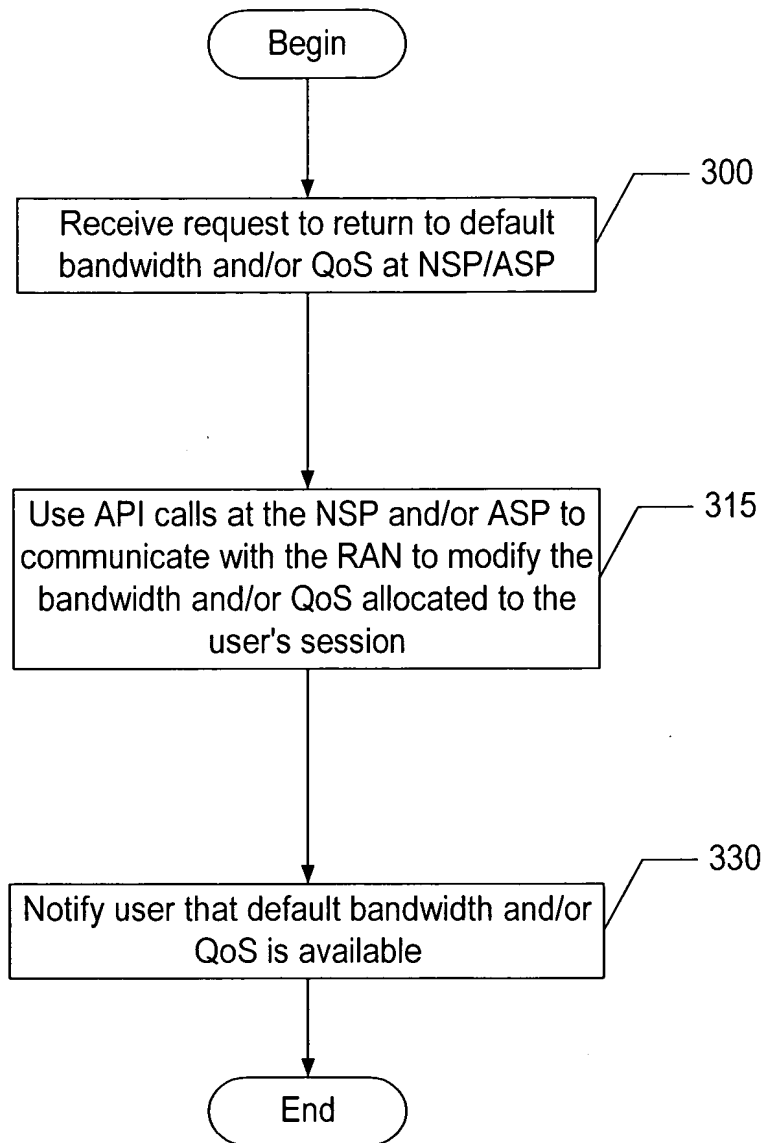 Begin
300
Receive request to return to default
bandwidth and/or QoS at NSP/ASP
315
Use API calls at the NSP and/or ASP to
communicate with the RAN to modify the
bandwidth and/or QoS allocated to the
user's session
330
Notify user that default bandwidth and/or
QoS is available
End